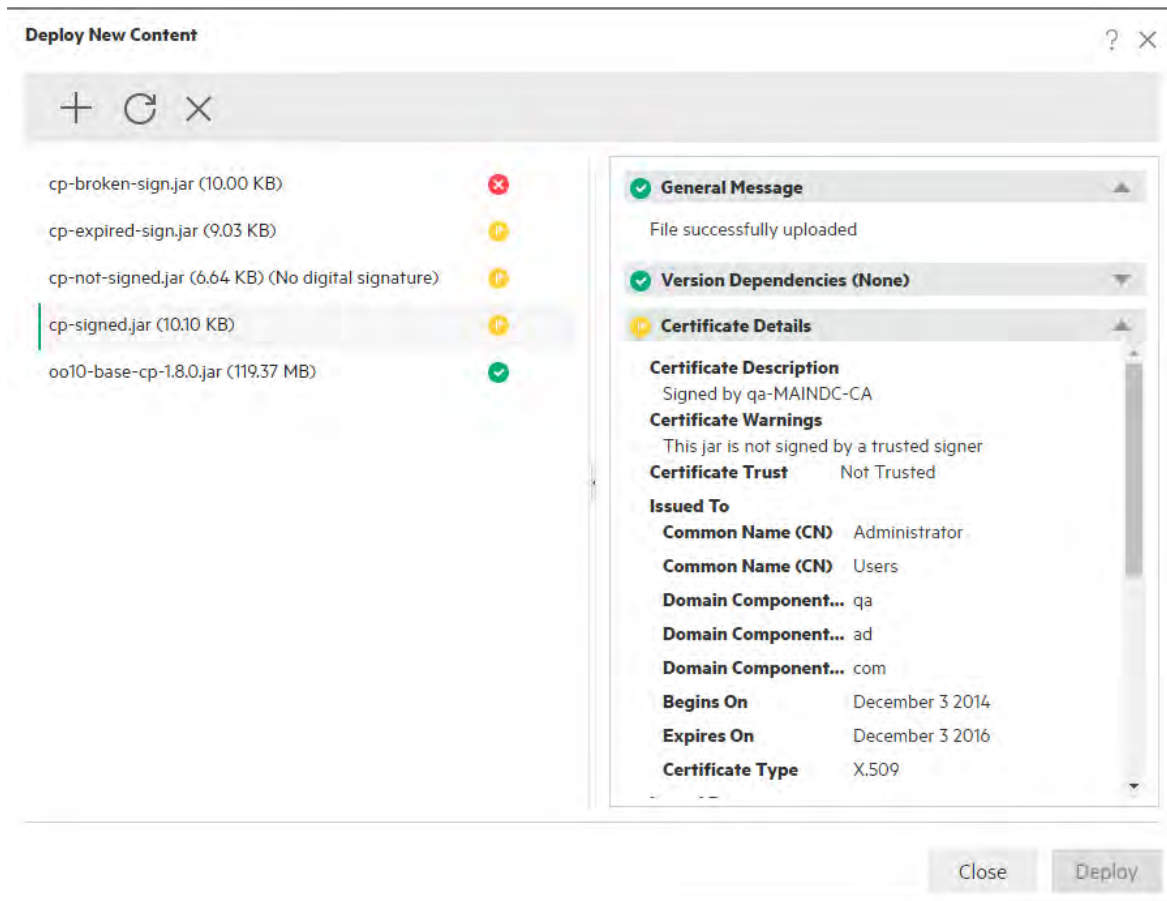 Deploy New Content
?
cp-broken-sign.jar (10.00 KB)
cp-expired-sign.jar (9.03 KB)
cp-not-signed.jar (6.64 KB) (No digital signature)
cp-signed.jar (10.10 KB)
oo10-base-cp-1.8.0.jar (119.37 MB)
General Message
File successfully uploaded
Version Dependencies (None)
Certificate Details
Certificate Description
Signed by qa-MAINDC-CA
Certificate Warnings
This jar is not signed by a trusted signer
Certificate Trust Not Trusted
Issued To
Common Name (CN) Administrator
Common Name (CN) Users
Domain Component... qa
Domain Component... ad
Domain Component... com
Begins On December 3 2014
Expires On December 3 2016
Certificate Type X.509
Close Deploy